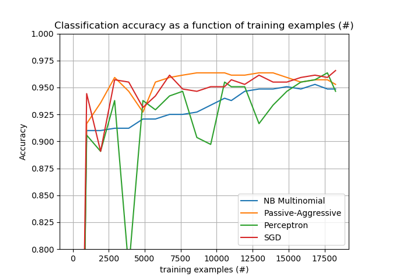 Classification accuracy as a function of training examples (#)
1.000
0.975
0.950
0.925
0.900
0.875
0.850
0.825
0.800
Accuracy
NB Multinomial
Passive-Aggressive
Perceptron
SGD
0 2500 5000 7500 10000 12500 15000 17500
training examples (#)